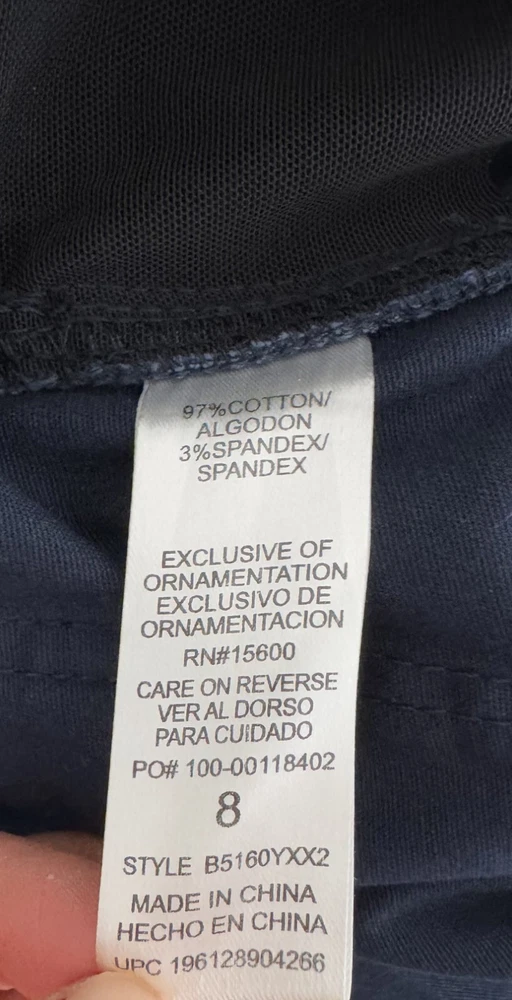 97%COTTON/
ALGODON
3%SPANDEX/
SPANDEX
EXCLUSIVE OF
ORNAMENTATION
EXCLUSIVO DE
ORNAMENTACION
RN#15600
CARE ON REVERSE
VER AL DORSO
PARA CUIDADO
PO# 100-00118402
8
STYLE B5160YXX2
MADE IN CHINA
HECHO EN CHINA
UPC 196128904266